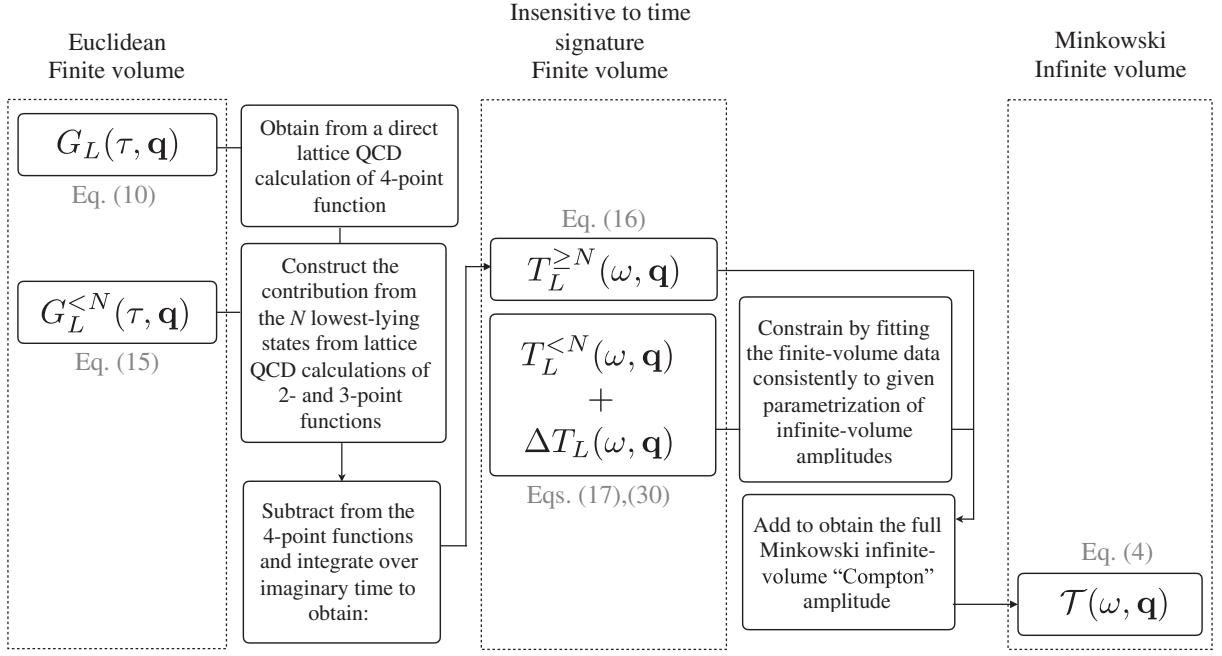 Euclidean
Finite volume
Insensitive to time
signature
Finite volume
Minkowski
Infinite volume
G_L(τ, q)
Eq. (10)
Obtain from a direct
lattice QCD
calculation of 4-point
function
G_L^{<N}(τ, q)
Eq. (15)
Construct the
contribution from
the N lowest-lying
states from lattice
QCD calculations of
2- and 3-point
functions
Subtract from the
4-point functions
and integrate over
imaginary time to
obtain:
Eq. (16)
T_L^{≥N}(ω, q)
T_L^{<N}(ω, q)
+
ΔT_L(ω, q)
Eqs. (17),(30)
Constrain by fitting
the finite-volume data
consistently to given
parametrization of
infinite-volume
amplitudes
Add to obtain the full
Minkowski infinite-
volume “Compton”
amplitude
Eq. (4)
𝒯(ω, q)